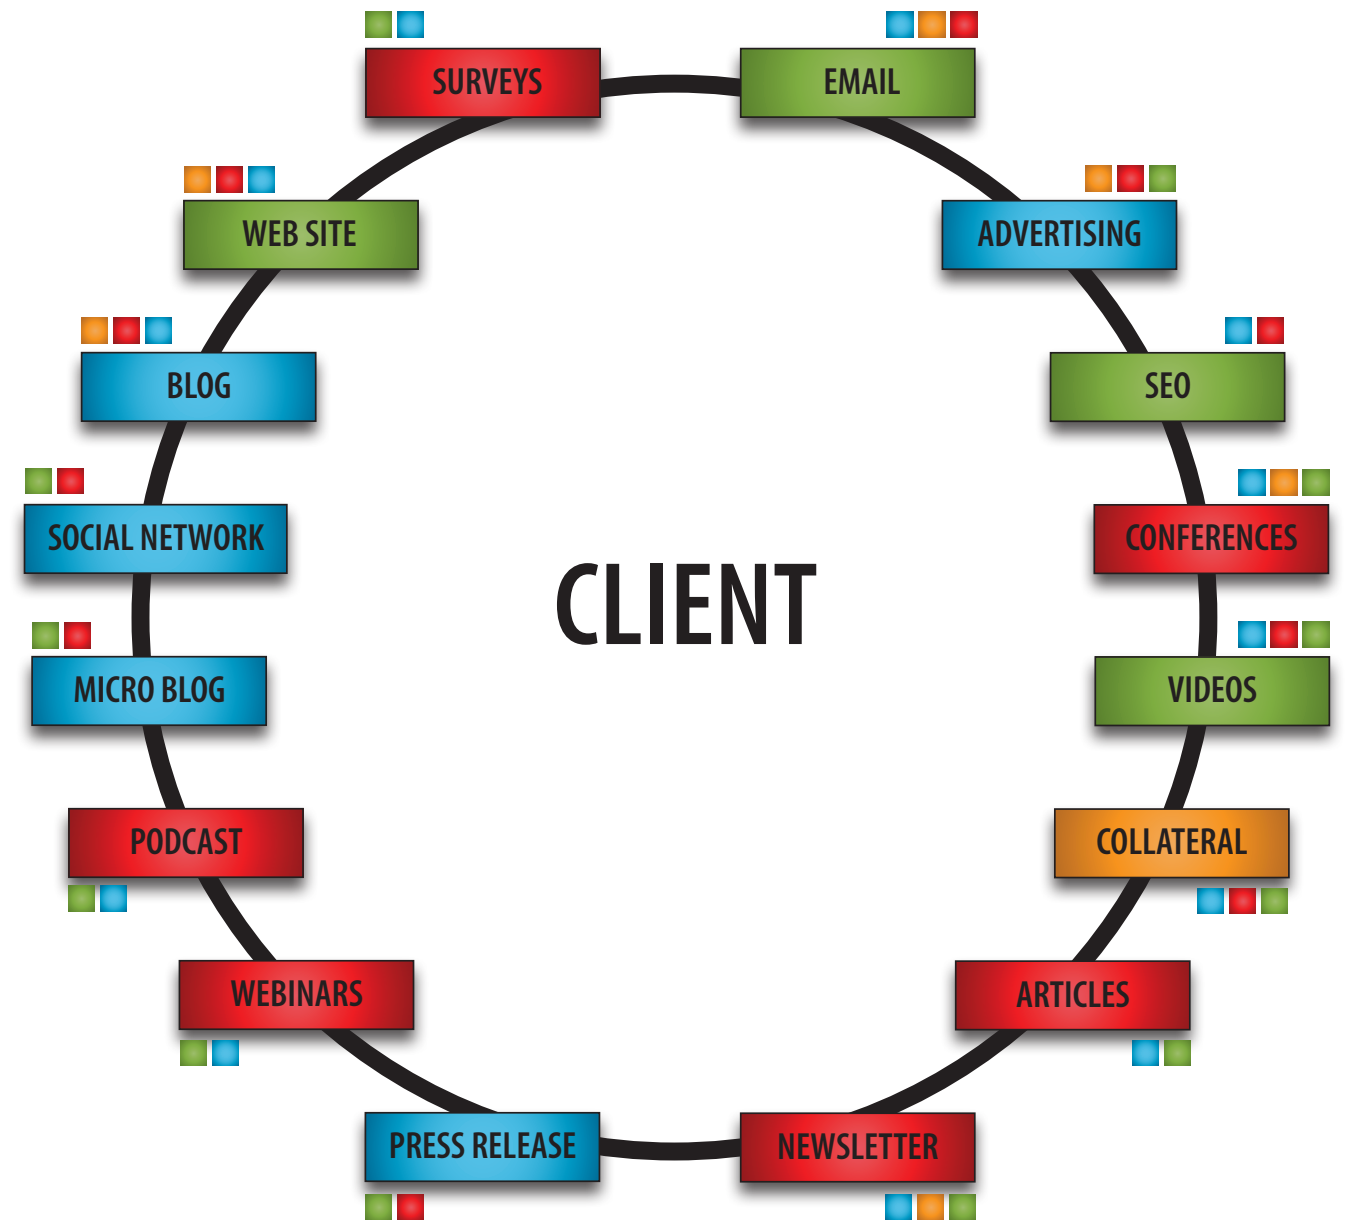 SURVEYS
EMAIL
WEB SITE
ADVERTISING
BLOG
SEO
SOCIAL NETWORK
CONFERENCES
CLIENT
MICRO BLOG
VIDEOS
PODCAST
COLLATERAL
WEBINARS
ARTICLES
PRESS RELEASE
NEWSLETTER